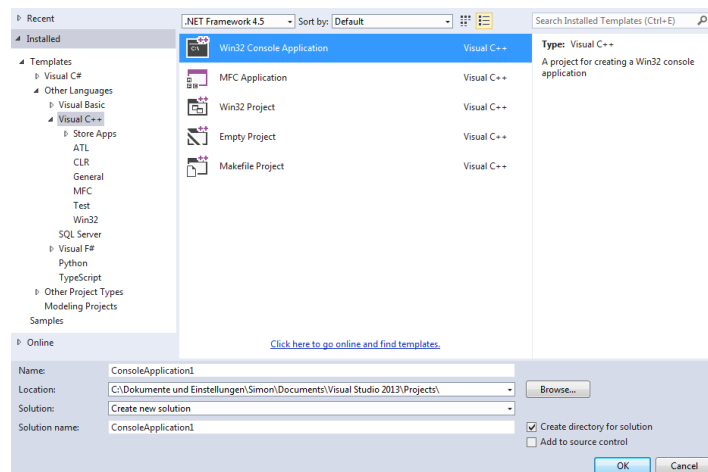 Recent
.NET Framework 4.5 Sort by: Default
Search Installed Templates (Ctrl+E)
Installed
Templates
Visual C#
Other Languages
Visual Basic
Visual C++
Store Apps
ATL
CLR
General
MFC
Test
Win32
SQL Server
Visual F#
Python
TypeScript
Other Project Types
Modeling Projects
Samples
Online
Win32 Console Application Visual C++
MFC Application Visual C++
Win32 Project Visual C++
Empty Project Visual C++
Makefile Project Visual C++
Click here to go online and find templates.
Type: Visual C++
A project for creating a Win32 console
application
Name: ConsoleApplication1
Location: C:\Dokumente und Einstellungen\Simon\Documents\Visual Studio 2013\Projects\ Browse...
Solution: Create new solution
Solution name: ConsoleApplication1
Create directory for solution
Add to source control
OK Cancel